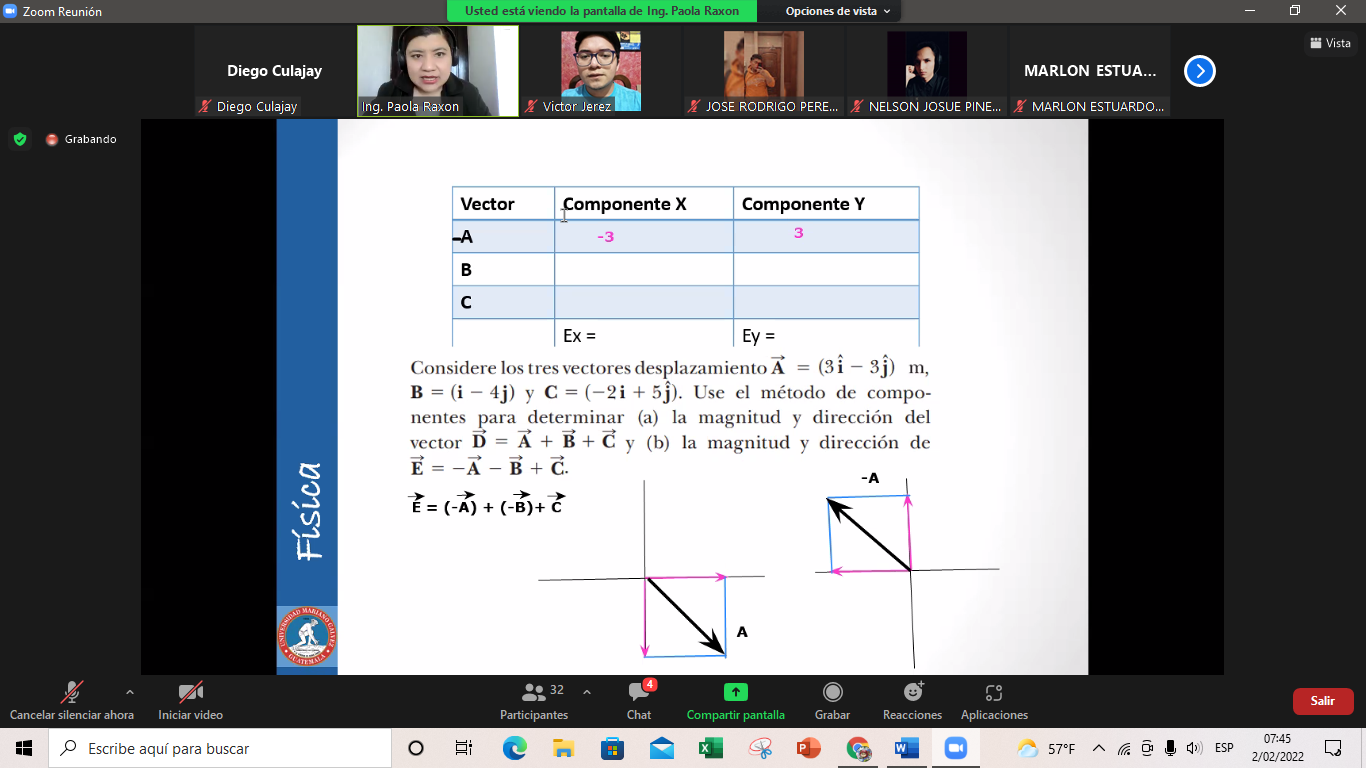 Zoom Reunión
Usted está viendo la pantalla de Ing. Paola Raxon
Opciones de vista
Vista
Diego Culajay
MARLON ESTUA...
Diego Culajay
Ing. Paola Raxon
Victor Jerez
JOSE RODRIGO PERE...
NELSON JOSUE PINE...
MARLON ESTUARDO...
Grabando
Vector Componente X Componente Y
-A -3 3
B
C
Ex = Ey =
Considere los tres vectores desplazamiento A⃗ = (3î − 3ĵ) m,
B = (i − 4j) y C = (−2i + 5ĵ). Use el método de compo-
nentes para determinar (a) la magnitud y dirección del
vector D⃗ = A⃗ + B⃗ + C⃗ y (b) la magnitud y dirección de
E⃗ = −A⃗ − B⃗ + C⃗.
E⃗ = (-A⃗) + (-B⃗)+ C⃗
-A
A
Física
UNIVERSIDAD MARIANO GALVEZ
GUATEMALA
Cancelar silenciar ahora
Iniciar video
32
Participantes
4
Chat
Compartir pantalla
Grabar
Reacciones
Aplicaciones
Salir
Escribe aquí para buscar
57°F
ESP
07:45
2/02/2022